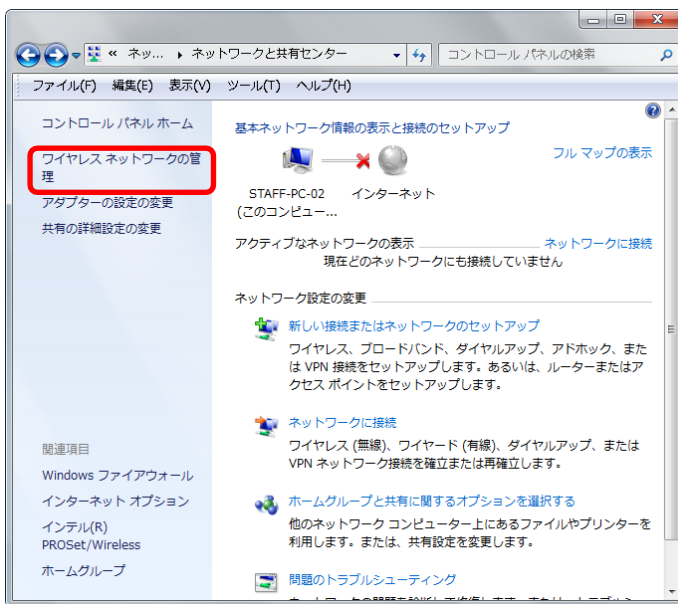 « ネッ... ▸ ネットワークと共有センター
コントロール パネルの検索
ファイル(F) 編集(E) 表示(V) ツール(T) ヘルプ(H)
コントロール パネル ホーム
ワイヤレス ネットワークの管
理
アダプターの設定の変更
共有の詳細設定の変更
関連項目
Windows ファイアウォール
インターネット オプション
インテル(R)
PROSet/Wireless
ホームグループ
基本ネットワーク情報の表示と接続のセットアップ
フル マップの表示
STAFF-PC-02 インターネット
(このコンピュー...
アクティブなネットワークの表示 ネットワークに接続
現在どのネットワークにも接続していません
ネットワーク設定の変更
新しい接続またはネットワークのセットアップ
ワイヤレス、ブロードバンド、ダイヤルアップ、アドホック、また
は VPN 接続をセットアップします。あるいは、ルーターまたはア
クセス ポイントをセットアップします。
ネットワークに接続
ワイヤレス (無線)、ワイヤード (有線)、ダイヤルアップ、または
VPN ネットワーク接続を確立または再確立します。
ホームグループと共有に関するオプションを選択する
他のネットワーク コンピューター上にあるファイルやプリンターを
利用します。または、共有設定を変更します。
問題のトラブルシューティング